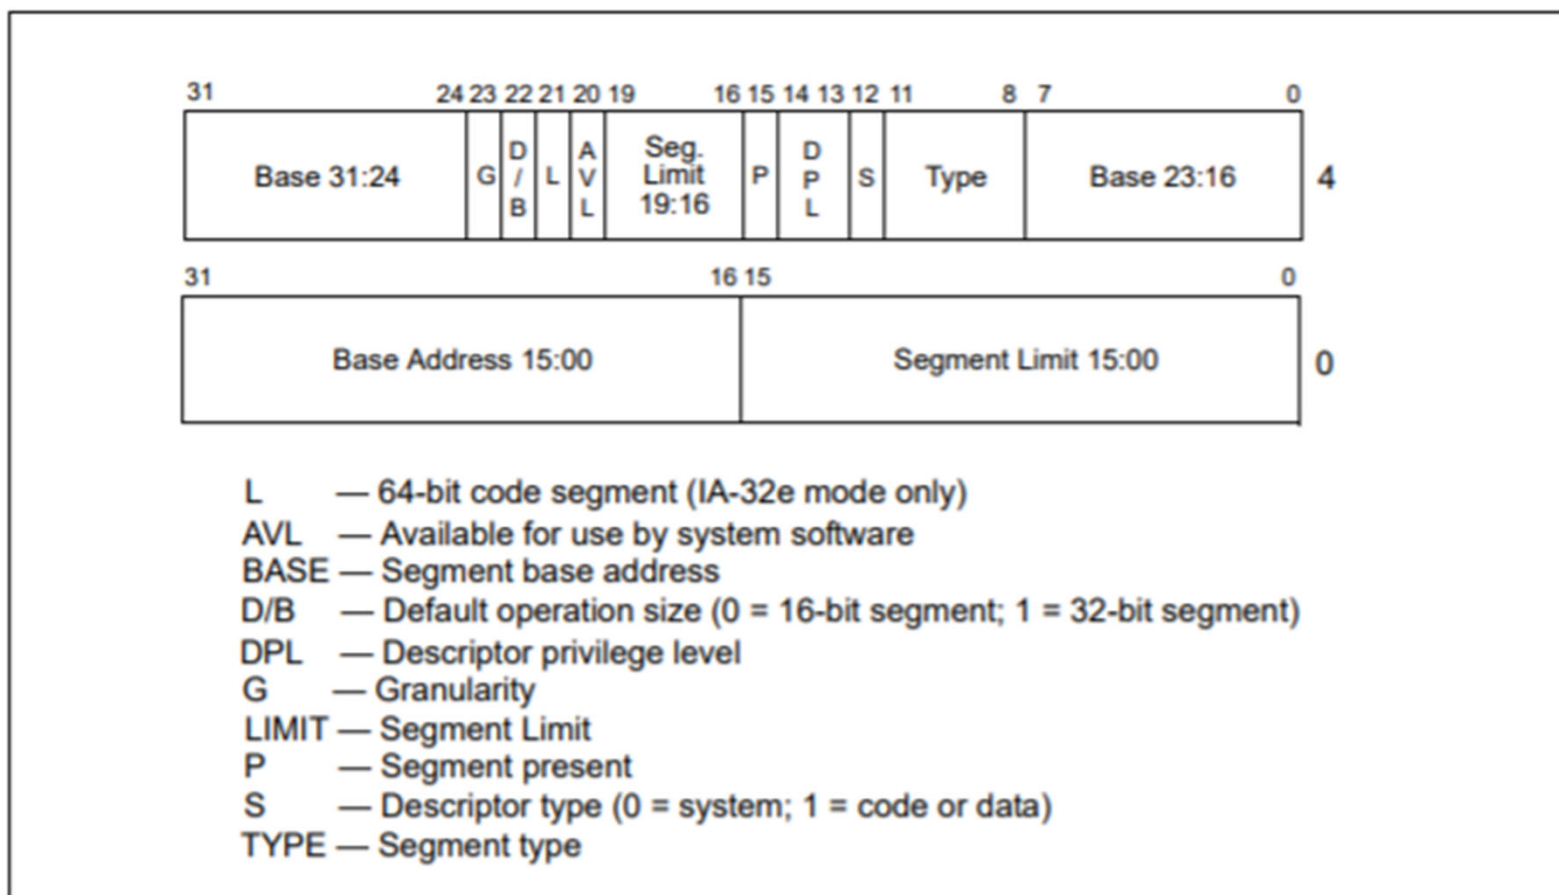 31 24 23 22 21 20 19 16 15 14 13 12 11 8 7 0
Base 31:24 G D/B L AVL Seg. Limit 19:16 P DPL S Type Base 23:16 4
31 16 15 0
Base Address 15:00 Segment Limit 15:00 0
L — 64-bit code segment (IA-32e mode only)
AVL — Available for use by system software
BASE — Segment base address
D/B — Default operation size (0 = 16-bit segment; 1 = 32-bit segment)
DPL — Descriptor privilege level
G — Granularity
LIMIT — Segment Limit
P — Segment present
S — Descriptor type (0 = system; 1 = code or data)
TYPE — Segment type